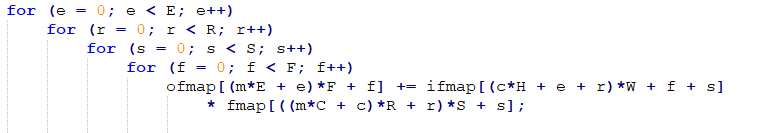 for (e = 0; e < E; e++)
for (r = 0; r < R; r++)
for (s = 0; s < S; s++)
for (f = 0; f < F; f++)
ofmap[(m*E + e)*F + f] += ifmap[(c*H + e + r)*W + f + s]
* fmap[((m*C + c)*R + r)*S + s];